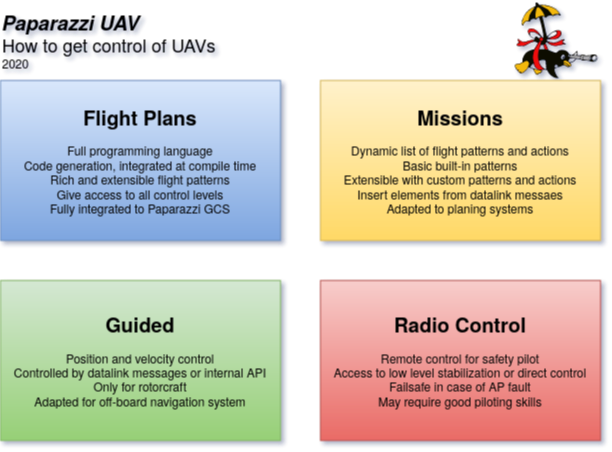 Paparazzi UAV
How to get control of UAVs
2020
Flight Plans
Full programming language
Code generation, integrated at compile time
Rich and extensible flight patterns
Give access to all control levels
Fully integrated to Paparazzi GCS
Missions
Dynamic list of flight patterns and actions
Basic built-in patterns
Extensible with custom patterns and actions
Insert elements from datalink messaes
Adapted to planing systems
Guided
Position and velocity control
Controlled by datalink messages or internal API
Only for rotorcraft
Adapted for off-board navigation system
Radio Control
Remote control for safety pilot
Access to low level stabilization or direct control
Failsafe in case of AP fault
May require good piloting skills